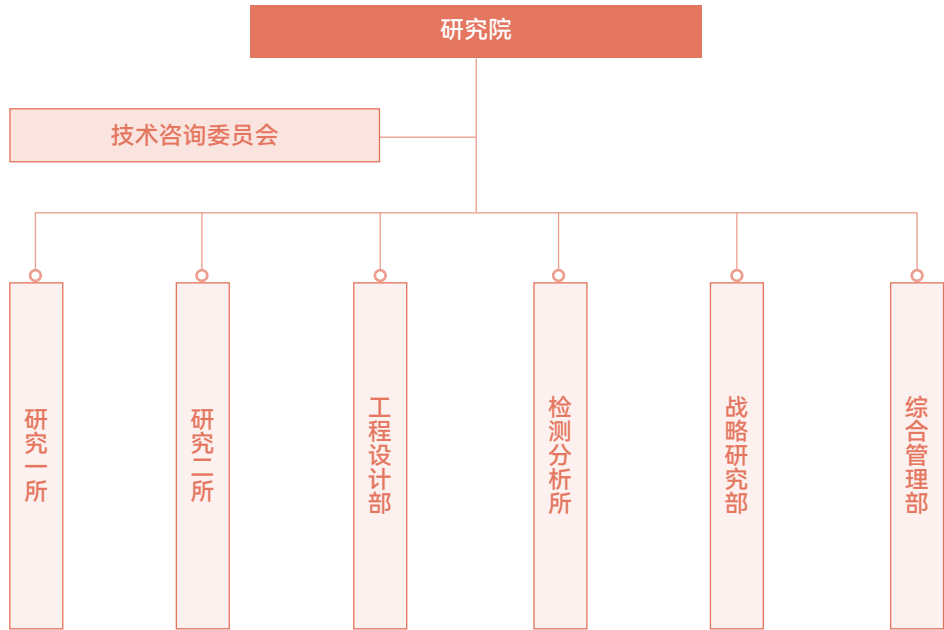 研究院
技术咨询委员会
研究一所
研究二所
工程设计部
检测分析所
战略研究部
综合管理部